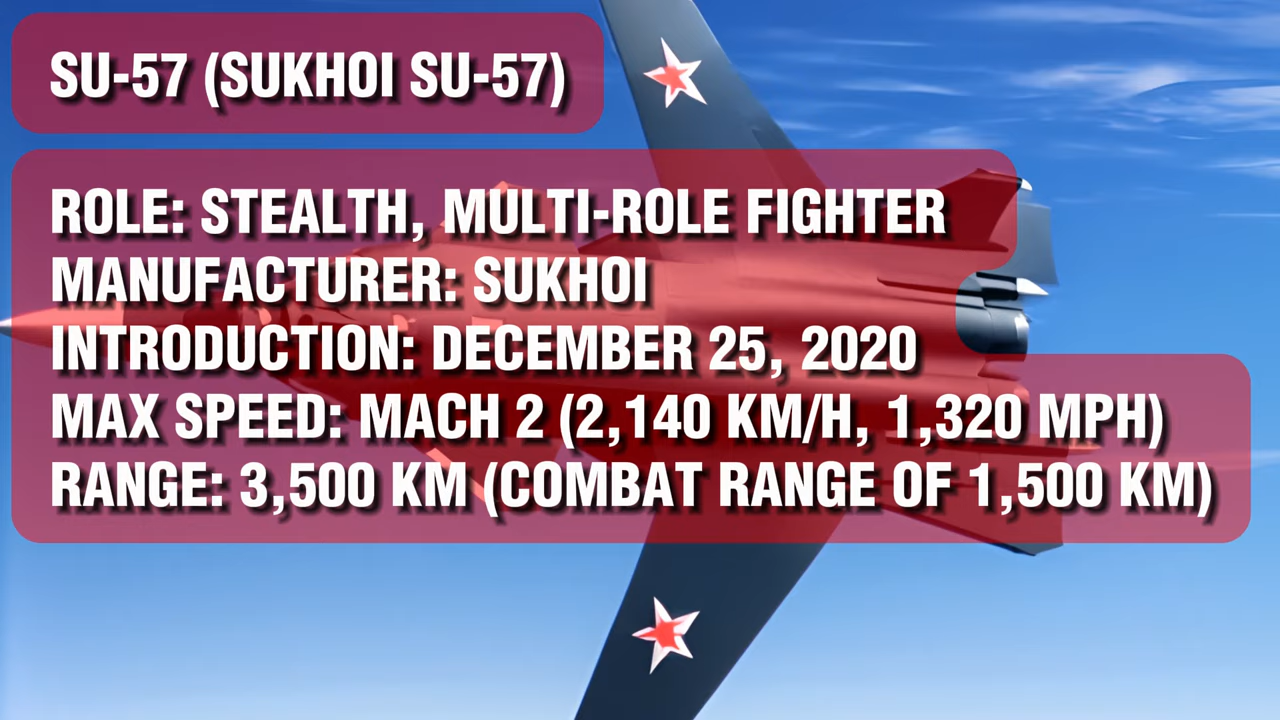 SU-57 (SUKHOI SU-57)
ROLE: STEALTH, MULTI-ROLE FIGHTER
MANUFACTURER: SUKHOI
INTRODUCTION: DECEMBER 25, 2020
MAX SPEED: MACH 2 (2,140 KM/H, 1,320 MPH)
RANGE: 3,500 KM (COMBAT RANGE OF 1,500 KM)